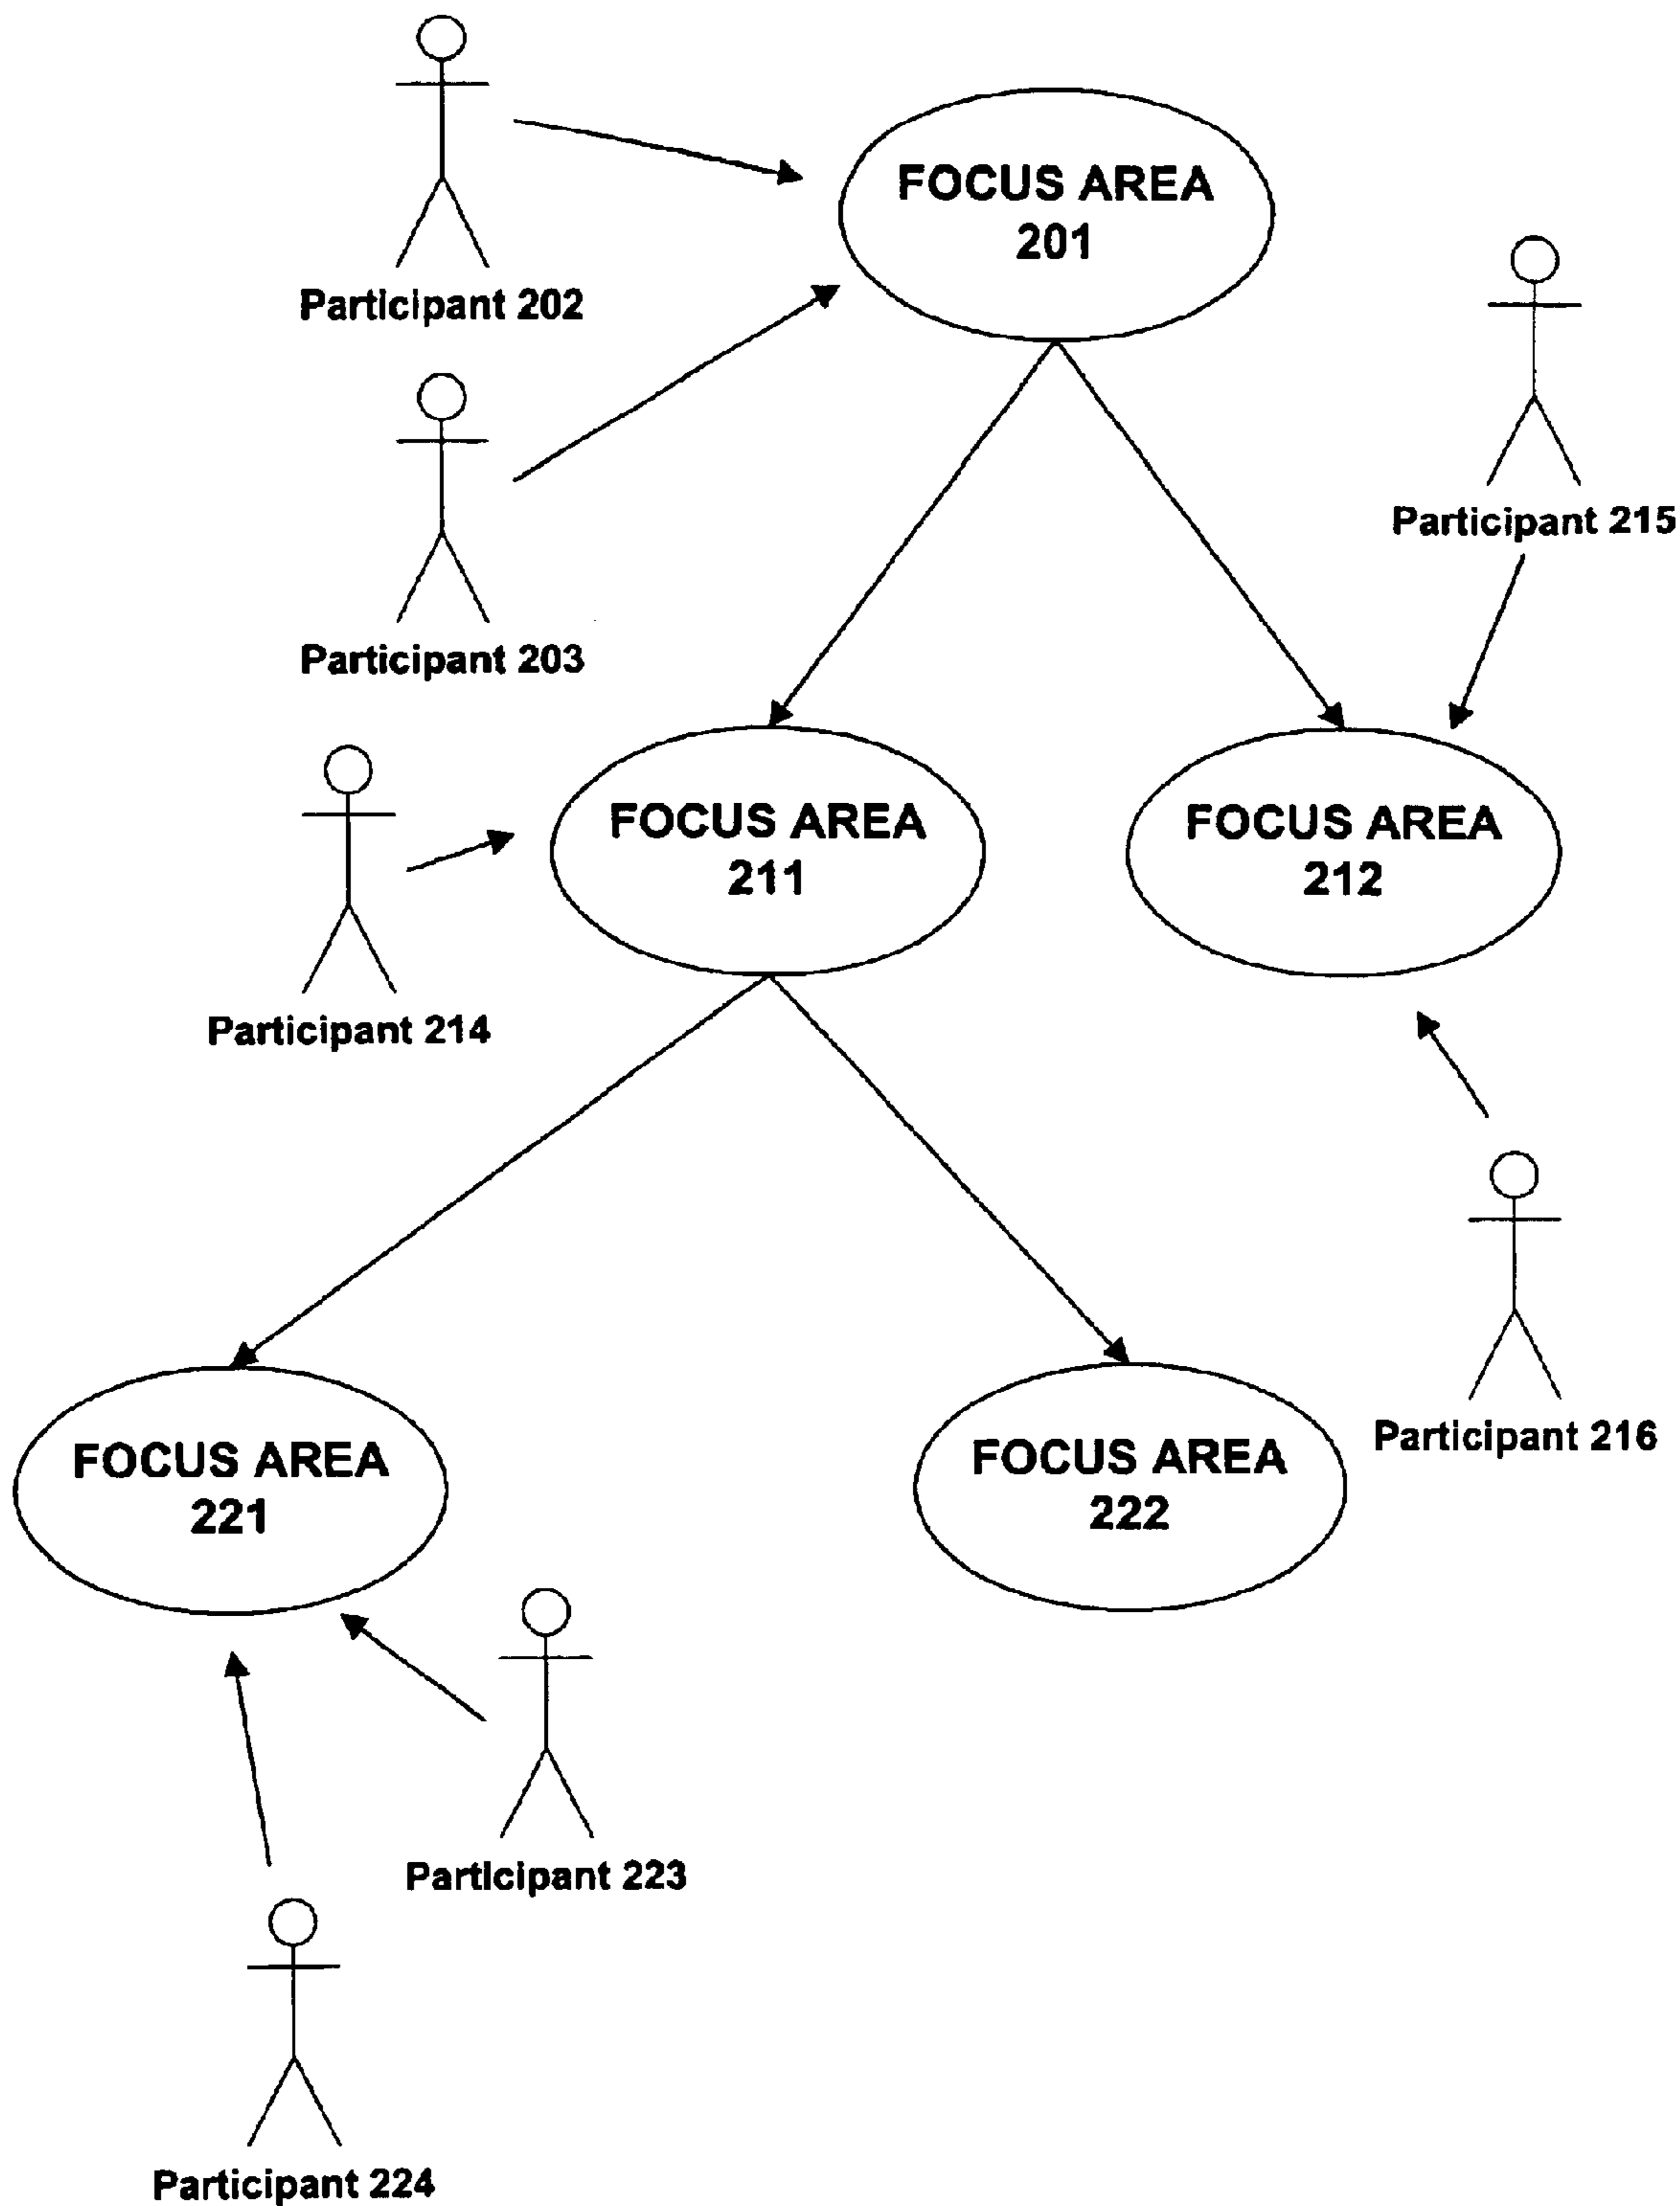 FOCUS AREA
201
Participant 202
Participant 215
Participant 203
FOCUS AREA
211
FOCUS AREA
212
Participant 214
Participant 216
FOCUS AREA
221
FOCUS AREA
222
Participant 223
Participant 224